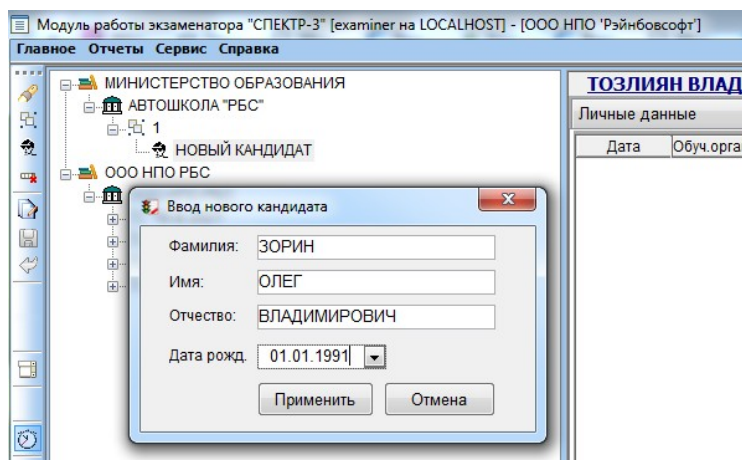 Модуль работы экзаменатора "СПЕКТР-3" [examiner на LOCALHOST] - [ООО НПО 'Рэйнбовсофт']
Главное Отчеты Сервис Справка
МИНИСТЕРСТВО ОБРАЗОВАНИЯ
АВТОШКОЛА "РБС"
1
НОВЫЙ КАНДИДАТ
ООО НПО РБС
ТОЗЛИЯН ВЛАД
Личные данные
Дата Обуч.орга
Ввод нового кандидата
Фамилия: ЗОРИН
Имя: ОЛЕГ
Отчество: ВЛАДИМИРОВИЧ
Дата рожд. 01.01.1991
Применить Отмена